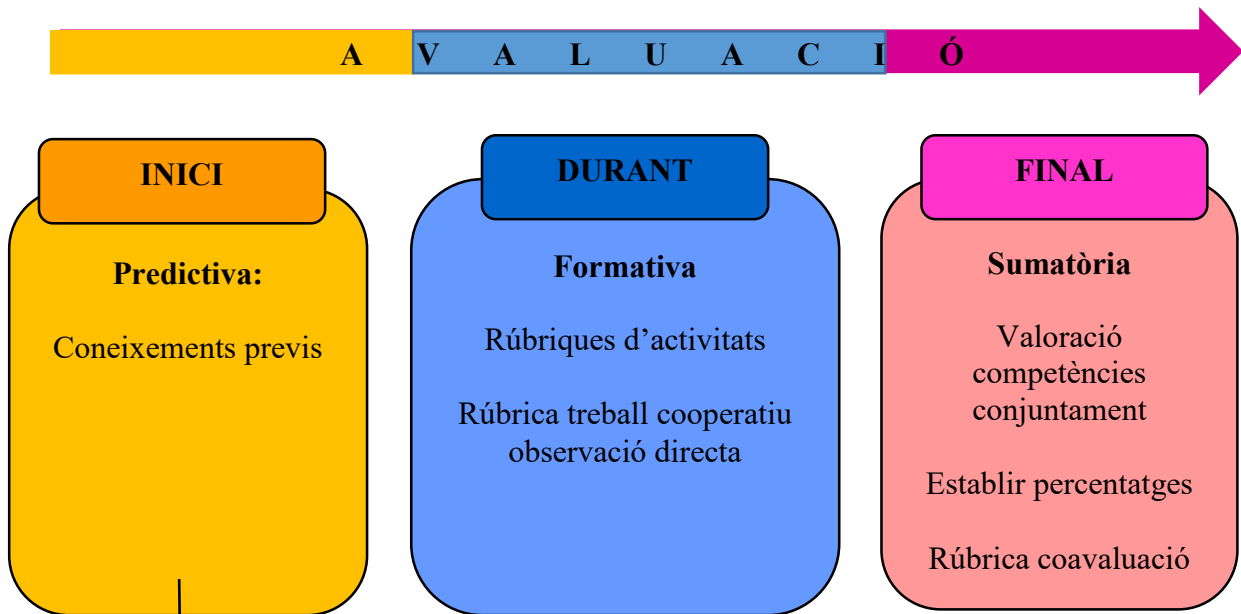 A V A L U A C I Ó
INICI
Predictiva:
Coneixements previs
DURANT
Formativa
Rúbriques d’activitats
Rúbrica treball cooperatiu
observació directa
FINAL
Sumatòria
Valoració
competències
conjuntament
Establir percentatges
Rúbrica coavaluació